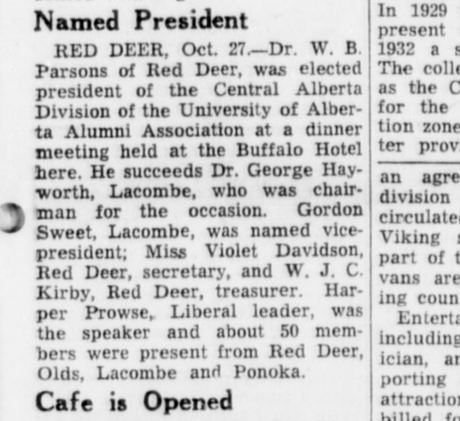 Named President
RED DEER, Oct. 27.—Dr. W. B.
Parsons of Red Deer, was elected
president of the Central Alberta
Division of the University of Alber-
ta Alumni Association at a dinner
meeting held at the Buffalo Hotel
here. He succeeds Dr. George Hay-
worth, Lacombe, who was chair-
man for the occasion. Gordon
Sweet, Lacombe, was named vice-
president; Miss Violet Davidson,
Red Deer, secretary, and W. J. C.
Kirby, Red Deer, treasurer. Har-
per Prowse, Liberal leader, was
the speaker and about 50 mem-
bers were present from Red Deer,
Olds, Lacombe and Ponoka.
Cafe is Opened
In 1929
present
1932 a
The colle
as the C
for the
tion zone
ter prov
an agre
division
circulate
Viking
part of t
vans are
ing coun
Enterta
including
ician, an
porting
attraction
billed fo